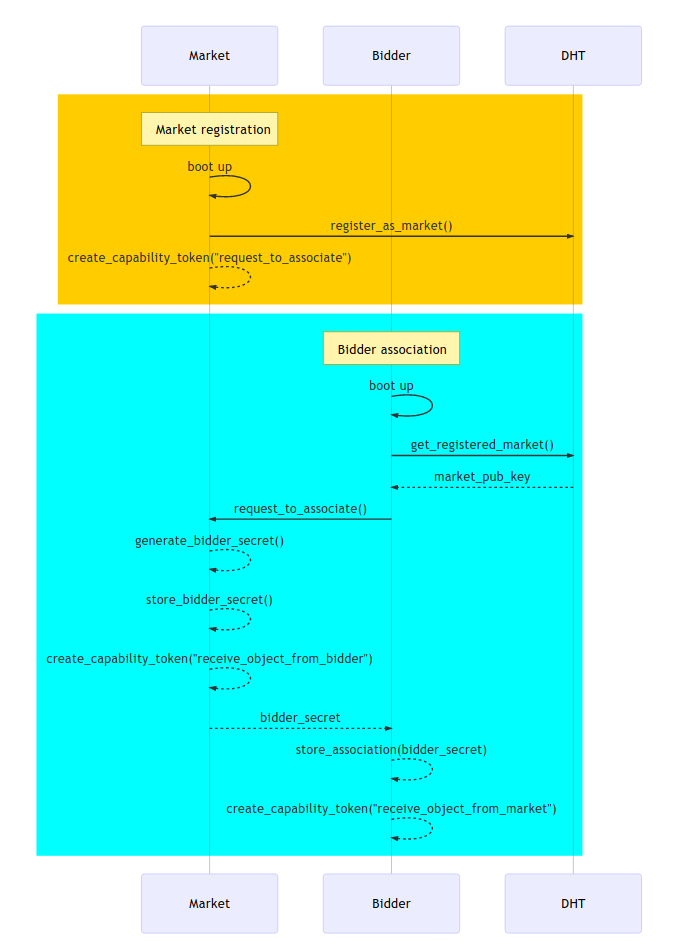 Market
Bidder
DHT
Market registration
boot up
register_as_market()
create_capability_token("request_to_associate")
Bidder association
boot up
get_registered_market()
market_pub_key
request_to_associate()
generate_bidder_secret()
store_bidder_secret()
create_capability_token("receive_object_from_bidder")
bidder_secret
store_association(bidder_secret)
create_capability_token("receive_object_from_market")
Market
Bidder
DHT